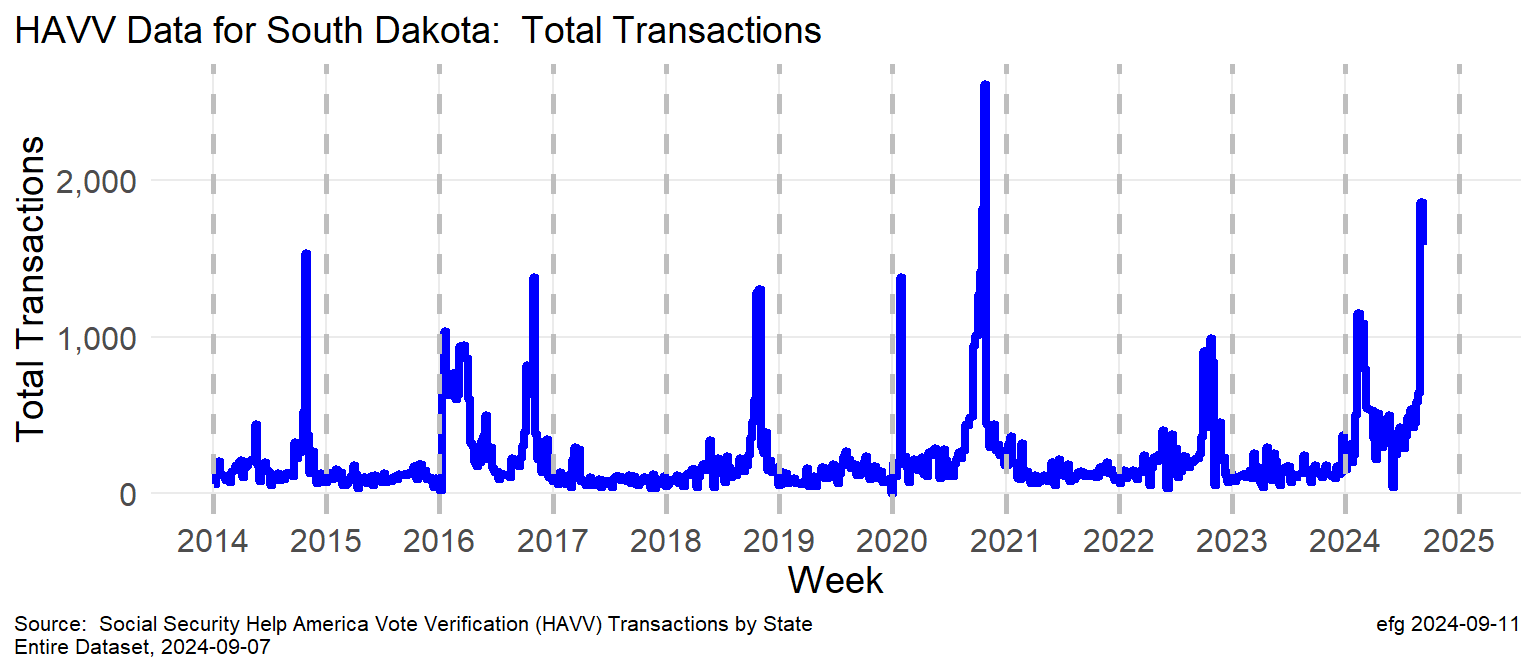 HAVV Data for South Dakota:  Total Transactions
Total Transactions
2,000
1,000
0
2014 2015 2016 2017 2018 2019 2020 2021 2022 2023 2024 2025
Week
Source:  Social Security Help America Vote Verification (HAVV) Transactions by State
Entire Dataset, 2024-09-07
efg 2024-09-11